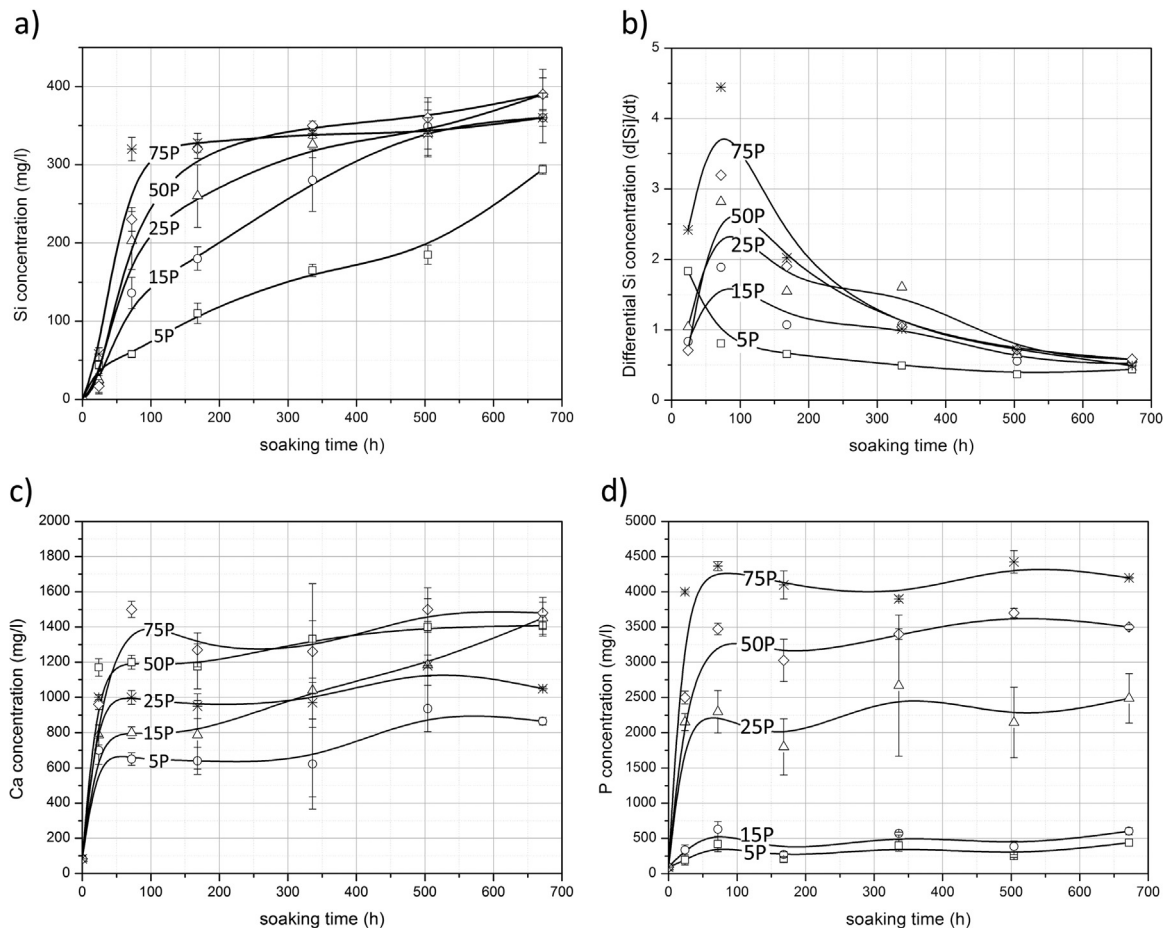 a)
Si concentration (mg/l)
400
300
200
100
0
75P
50P
25P
15P
5P
0 100 200 300 400 500 600 700
soaking time (h)
b)
Differential Si concentration (d[Si]/dt)
5
4
3
2
1
0
75P
50P
25P
15P
5P
0 100 200 300 400 500 600 700
soaking time (h)
c)
Ca concentration (mg/l)
2000
1800
1600
1400
1200
1000
800
600
400
200
0
75P
50P
25P
15P
5P
0 100 200 300 400 500 600 700
soaking time (h)
d)
P concentration (mg/l)
5000
4500
4000
3500
3000
2500
2000
1500
1000
500
0
75P
50P
25P
15P
5P
0 100 200 300 400 500 600 700
soaking time (h)